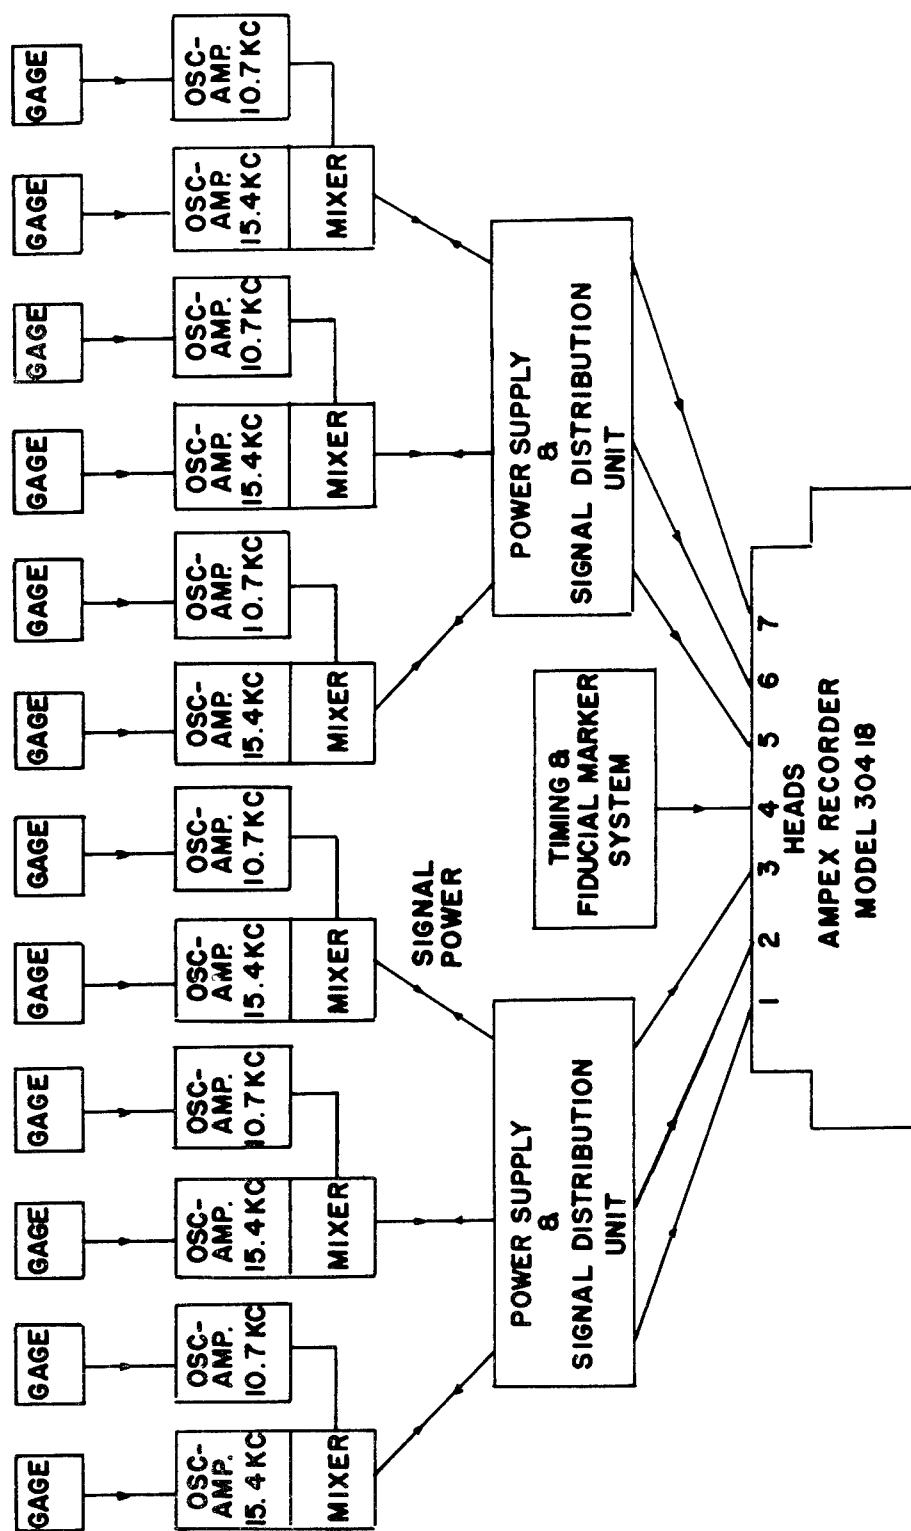 GAGE
GAGE
GAGE
GAGE
GAGE
GAGE
GAGE
GAGE
GAGE
GAGE
GAGE
GAGE
OSC-
AMP.
15.4KC
OSC-
AMP.
10.7KC
OSC-
AMP.
15.4KC
OSC-
AMP.
10.7KC
OSC-
AMP.
15.4KC
OSC-
AMP.
10.7KC
OSC-
AMP.
15.4KC
OSC-
AMP.
10.7KC
OSC-
AMP.
15.4KC
OSC-
AMP.
10.7KC
OSC-
AMP.
15.4KC
OSC-
AMP.
10.7KC
MIXER
MIXER
MIXER
MIXER
MIXER
MIXER
SIGNAL
POWER
POWER SUPPLY
&
SIGNAL DISTRIBUTION
UNIT
TIMING &
FIDUCIAL MARKER
SYSTEM
POWER SUPPLY
&
SIGNAL DISTRIBUTION
UNIT
1 2 3 4 5 6 7
HEADS
AMPEX RECORDER
MODEL 30418